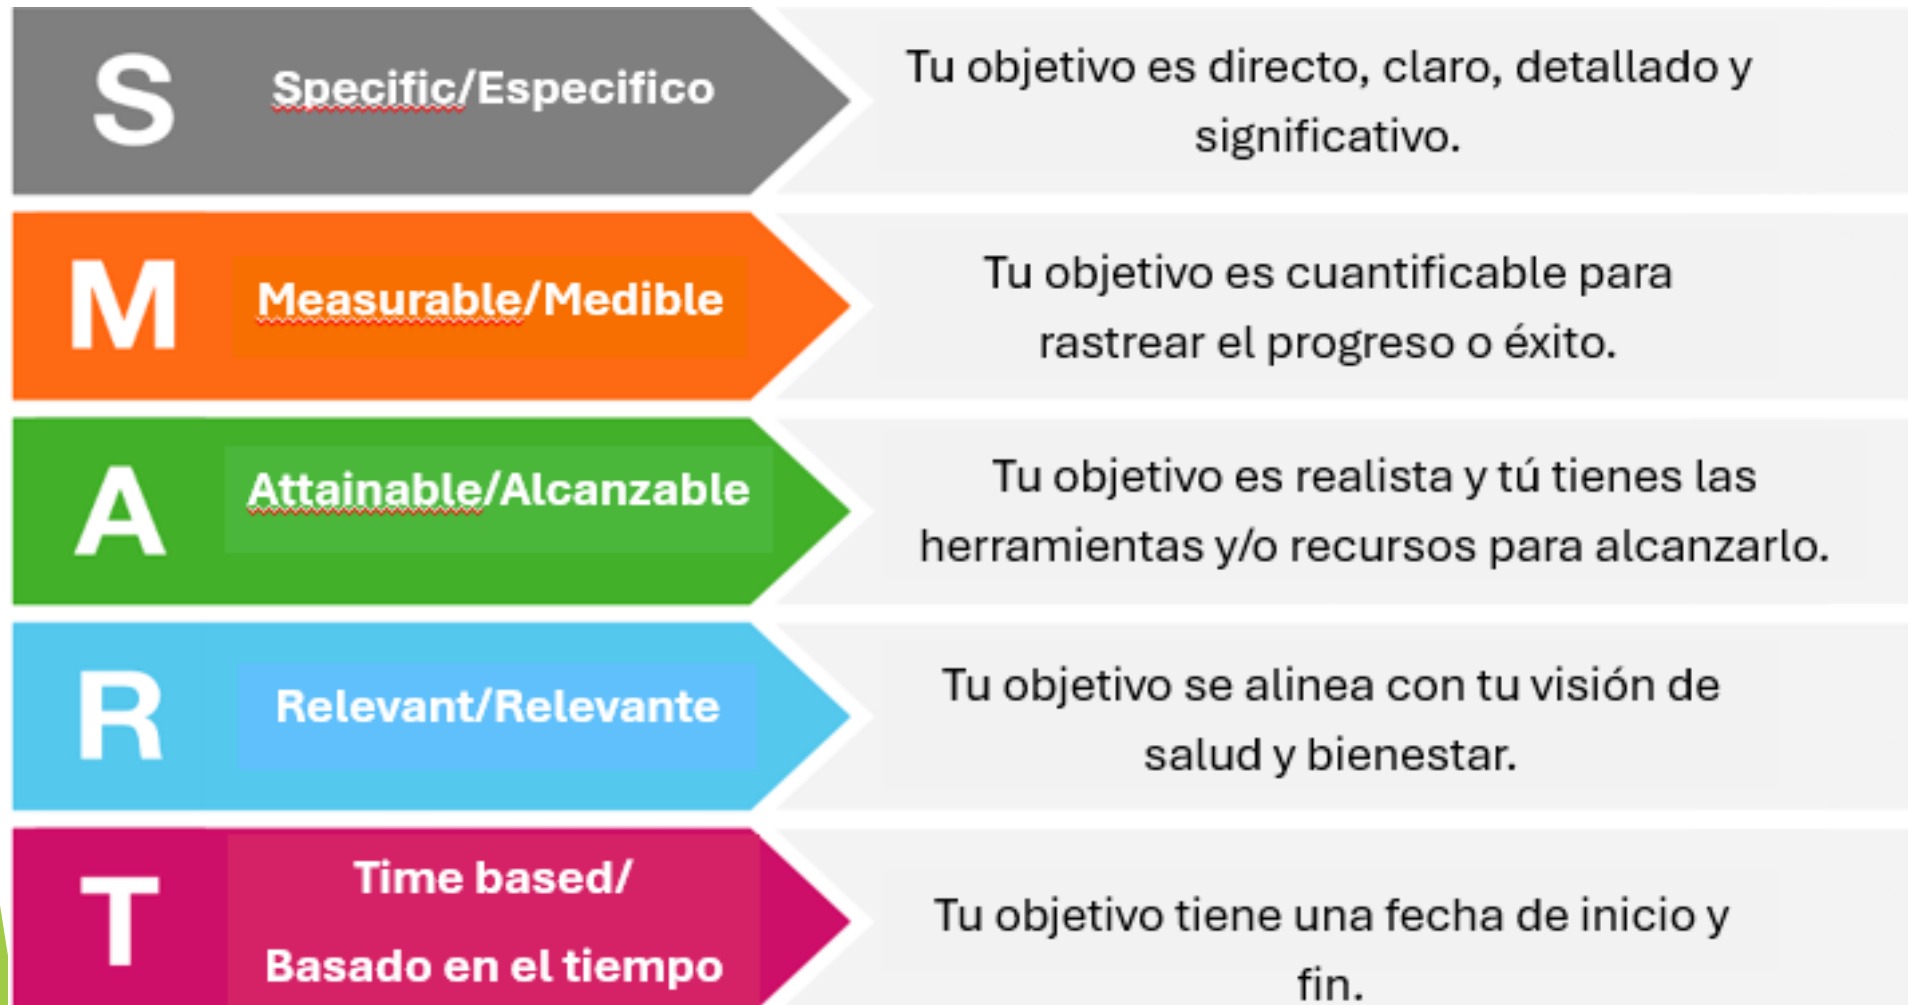 S
Specific/Especifico
Tu objetivo es directo, claro, detallado y
significativo.
M
Measurable/Medible
Tu objetivo es cuantificable para
rastrear el progreso o éxito.
A
Attainable/Alcanzable
Tu objetivo es realista y tú tienes las
herramientas y/o recursos para alcanzarlo.
R
Relevant/Relevante
Tu objetivo se alinea con tu visión de
salud y bienestar.
T
Time based/
Basado en el tiempo
Tu objetivo tiene una fecha de inicio y
fin.